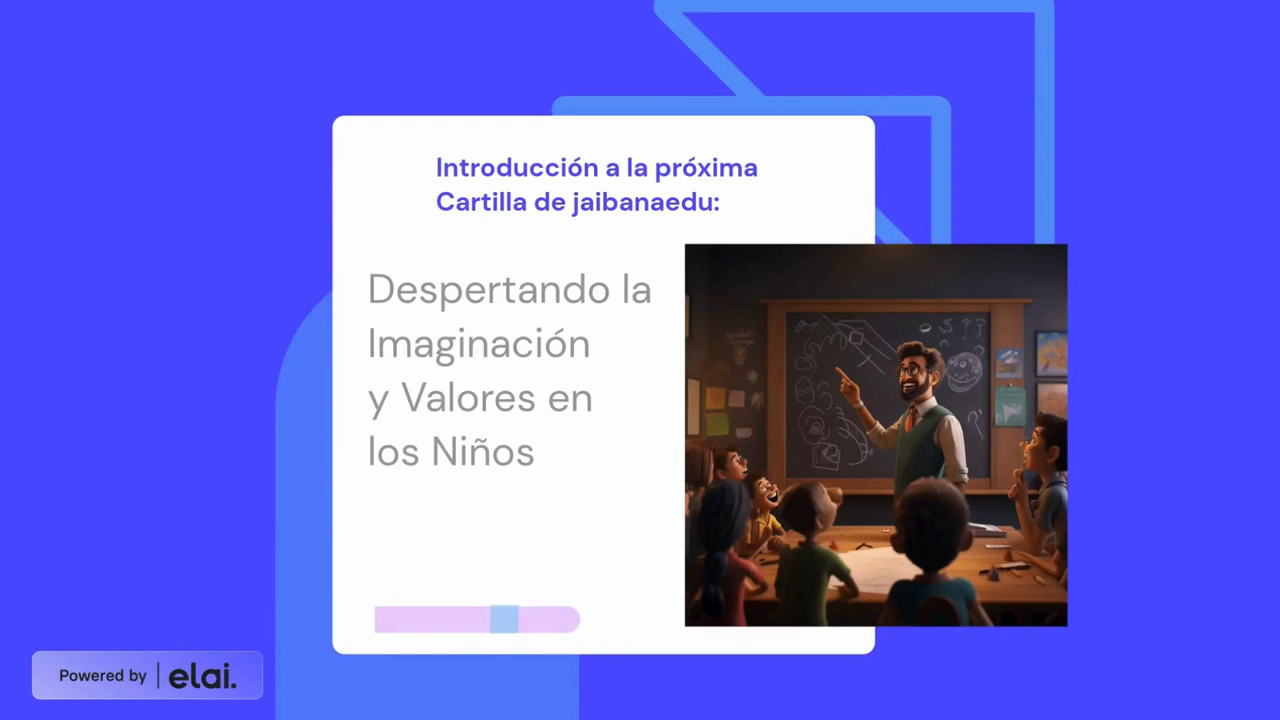 Introducción a la próxima
Cartilla de jaibanaedu:
Despertando la
Imaginación
y Valores en
los Niños
Powered by | elai.